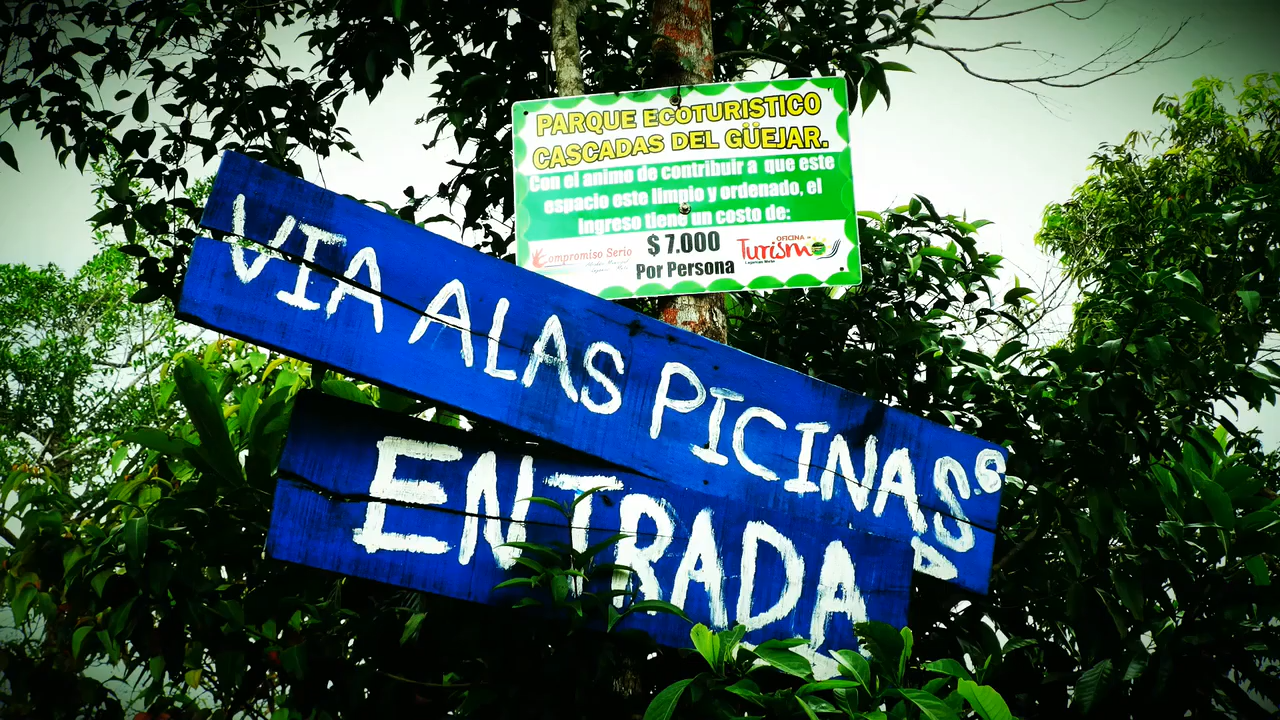 PARQUE ECOTURISTICO
CASCADAS DEL GÜEJAR.
Con el animo de contribuir a que este
espacio este limpio y ordenado, el
ingreso tiene un costo de:
$ 7.000
Por Persona
Compromiso Serio
OFICINA
Turismo
VIA ALAS PICINAS
ENTRADA